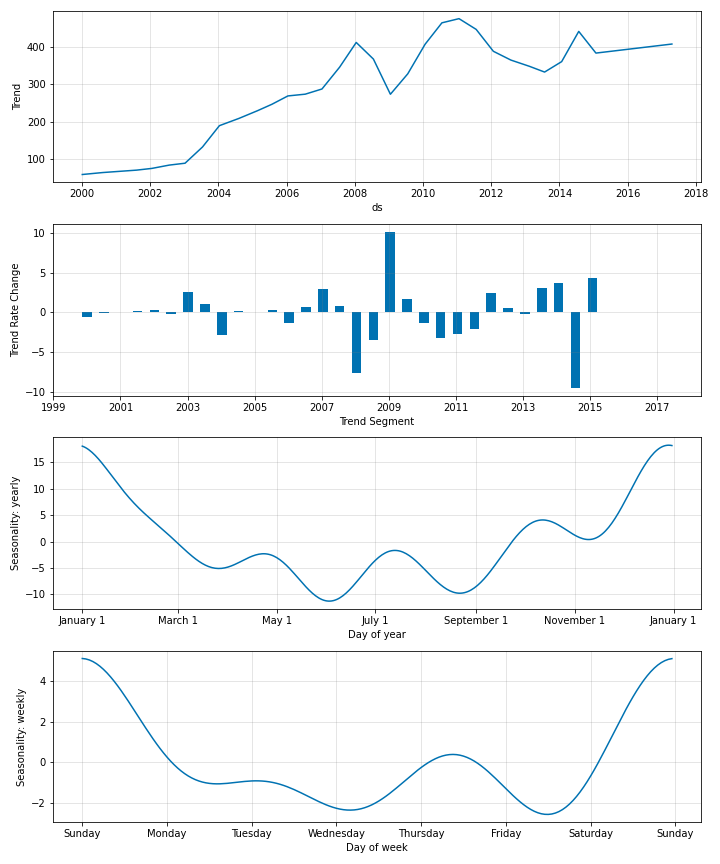 400
300
200
100
Trend
2000 2002 2004 2006 2008 2010 2012 2014 2016 2018
ds
10
5
0
−5
−10
Trend Rate Change
1999 2001 2003 2005 2007 2009 2011 2013 2015 2017
Trend Segment
15
10
5
0
−5
−10
Seasonality: yearly
January 1 March 1 May 1 July 1 September 1 November 1 January 1
Day of year
4
2
0
−2
Seasonality: weekly
Sunday Monday Tuesday Wednesday Thursday Friday Saturday Sunday
Day of week